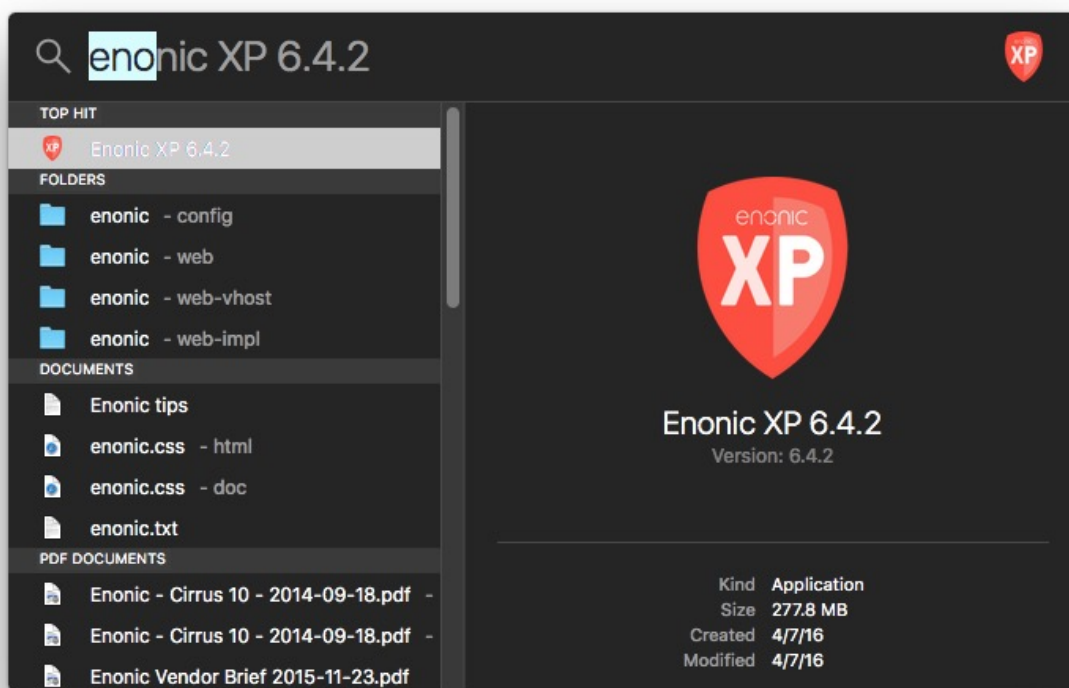 enonic XP 6.4.2
XP
TOP HIT
XP Enonic XP 6.4.2
FOLDERS
enonic - config
enonic - web
enonic - web-vhost
enonic - web-impl
DOCUMENTS
Enonic tips
enonic.css - html
enonic.css - doc
enonic.txt
PDF DOCUMENTS
Enonic - Cirrus 10 - 2014-09-18.pdf -
Enonic - Cirrus 10 - 2014-09-18.pdf -
Enonic Vendor Brief 2015-11-23.pdf
enonic
XP
Enonic XP 6.4.2
Version: 6.4.2
Kind Application
Size 277.8 MB
Created 4/7/16
Modified 4/7/16